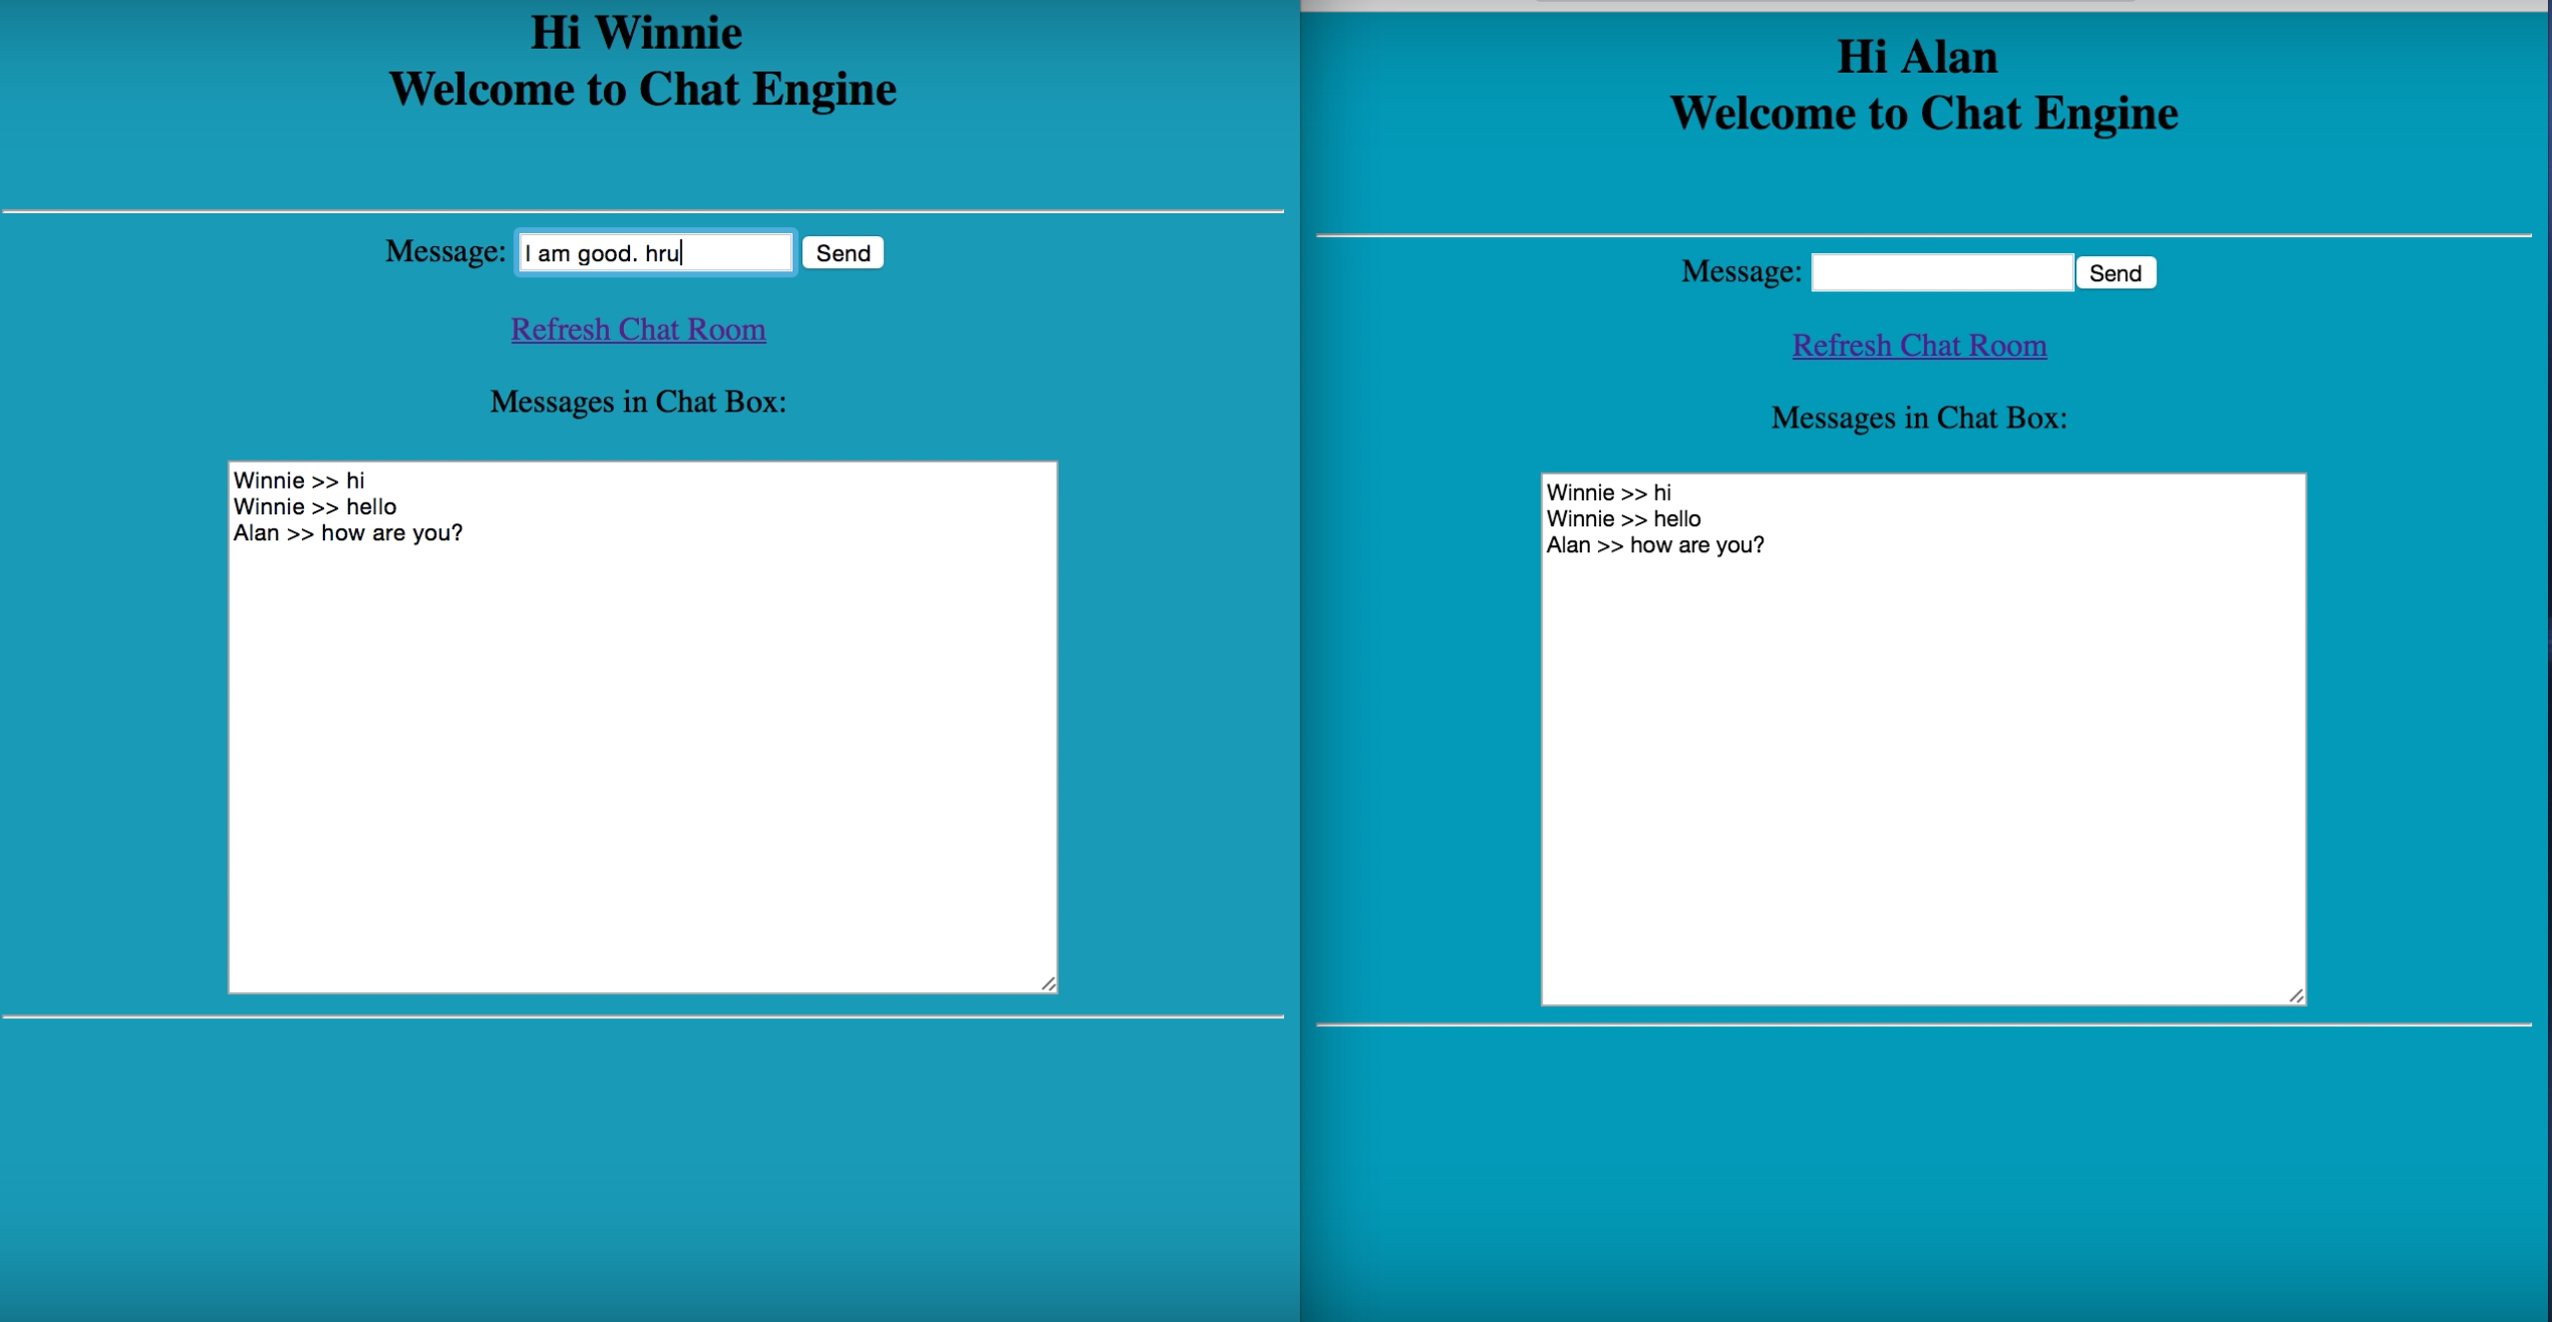 Hi Winnie
Welcome to Chat Engine
Message: I am good. hru Send
Refresh Chat Room
Messages in Chat Box:
Winnie >> hi
Winnie >> hello
Alan >> how are you?
Hi Alan
Welcome to Chat Engine
Message: Send
Refresh Chat Room
Messages in Chat Box:
Winnie >> hi
Winnie >> hello
Alan >> how are you?